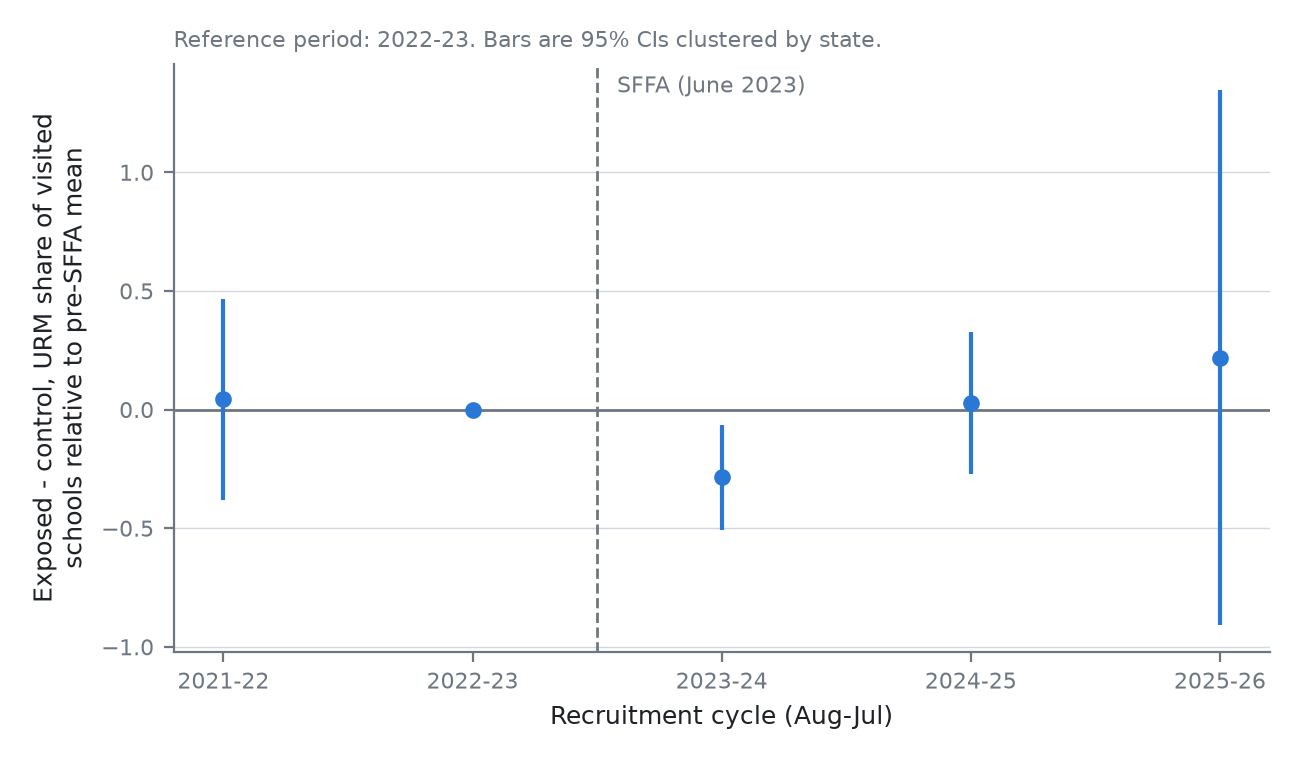 Reference period: 2022-23. Bars are 95% CIs clustered by state.
SFFA (June 2023)
Exposed - control, URM share of visited
schools relative to pre-SFFA mean
1.0
0.5
0.0
−0.5
−1.0
2021-22
2022-23
2023-24
2024-25
2025-26
Recruitment cycle (Aug-Jul)